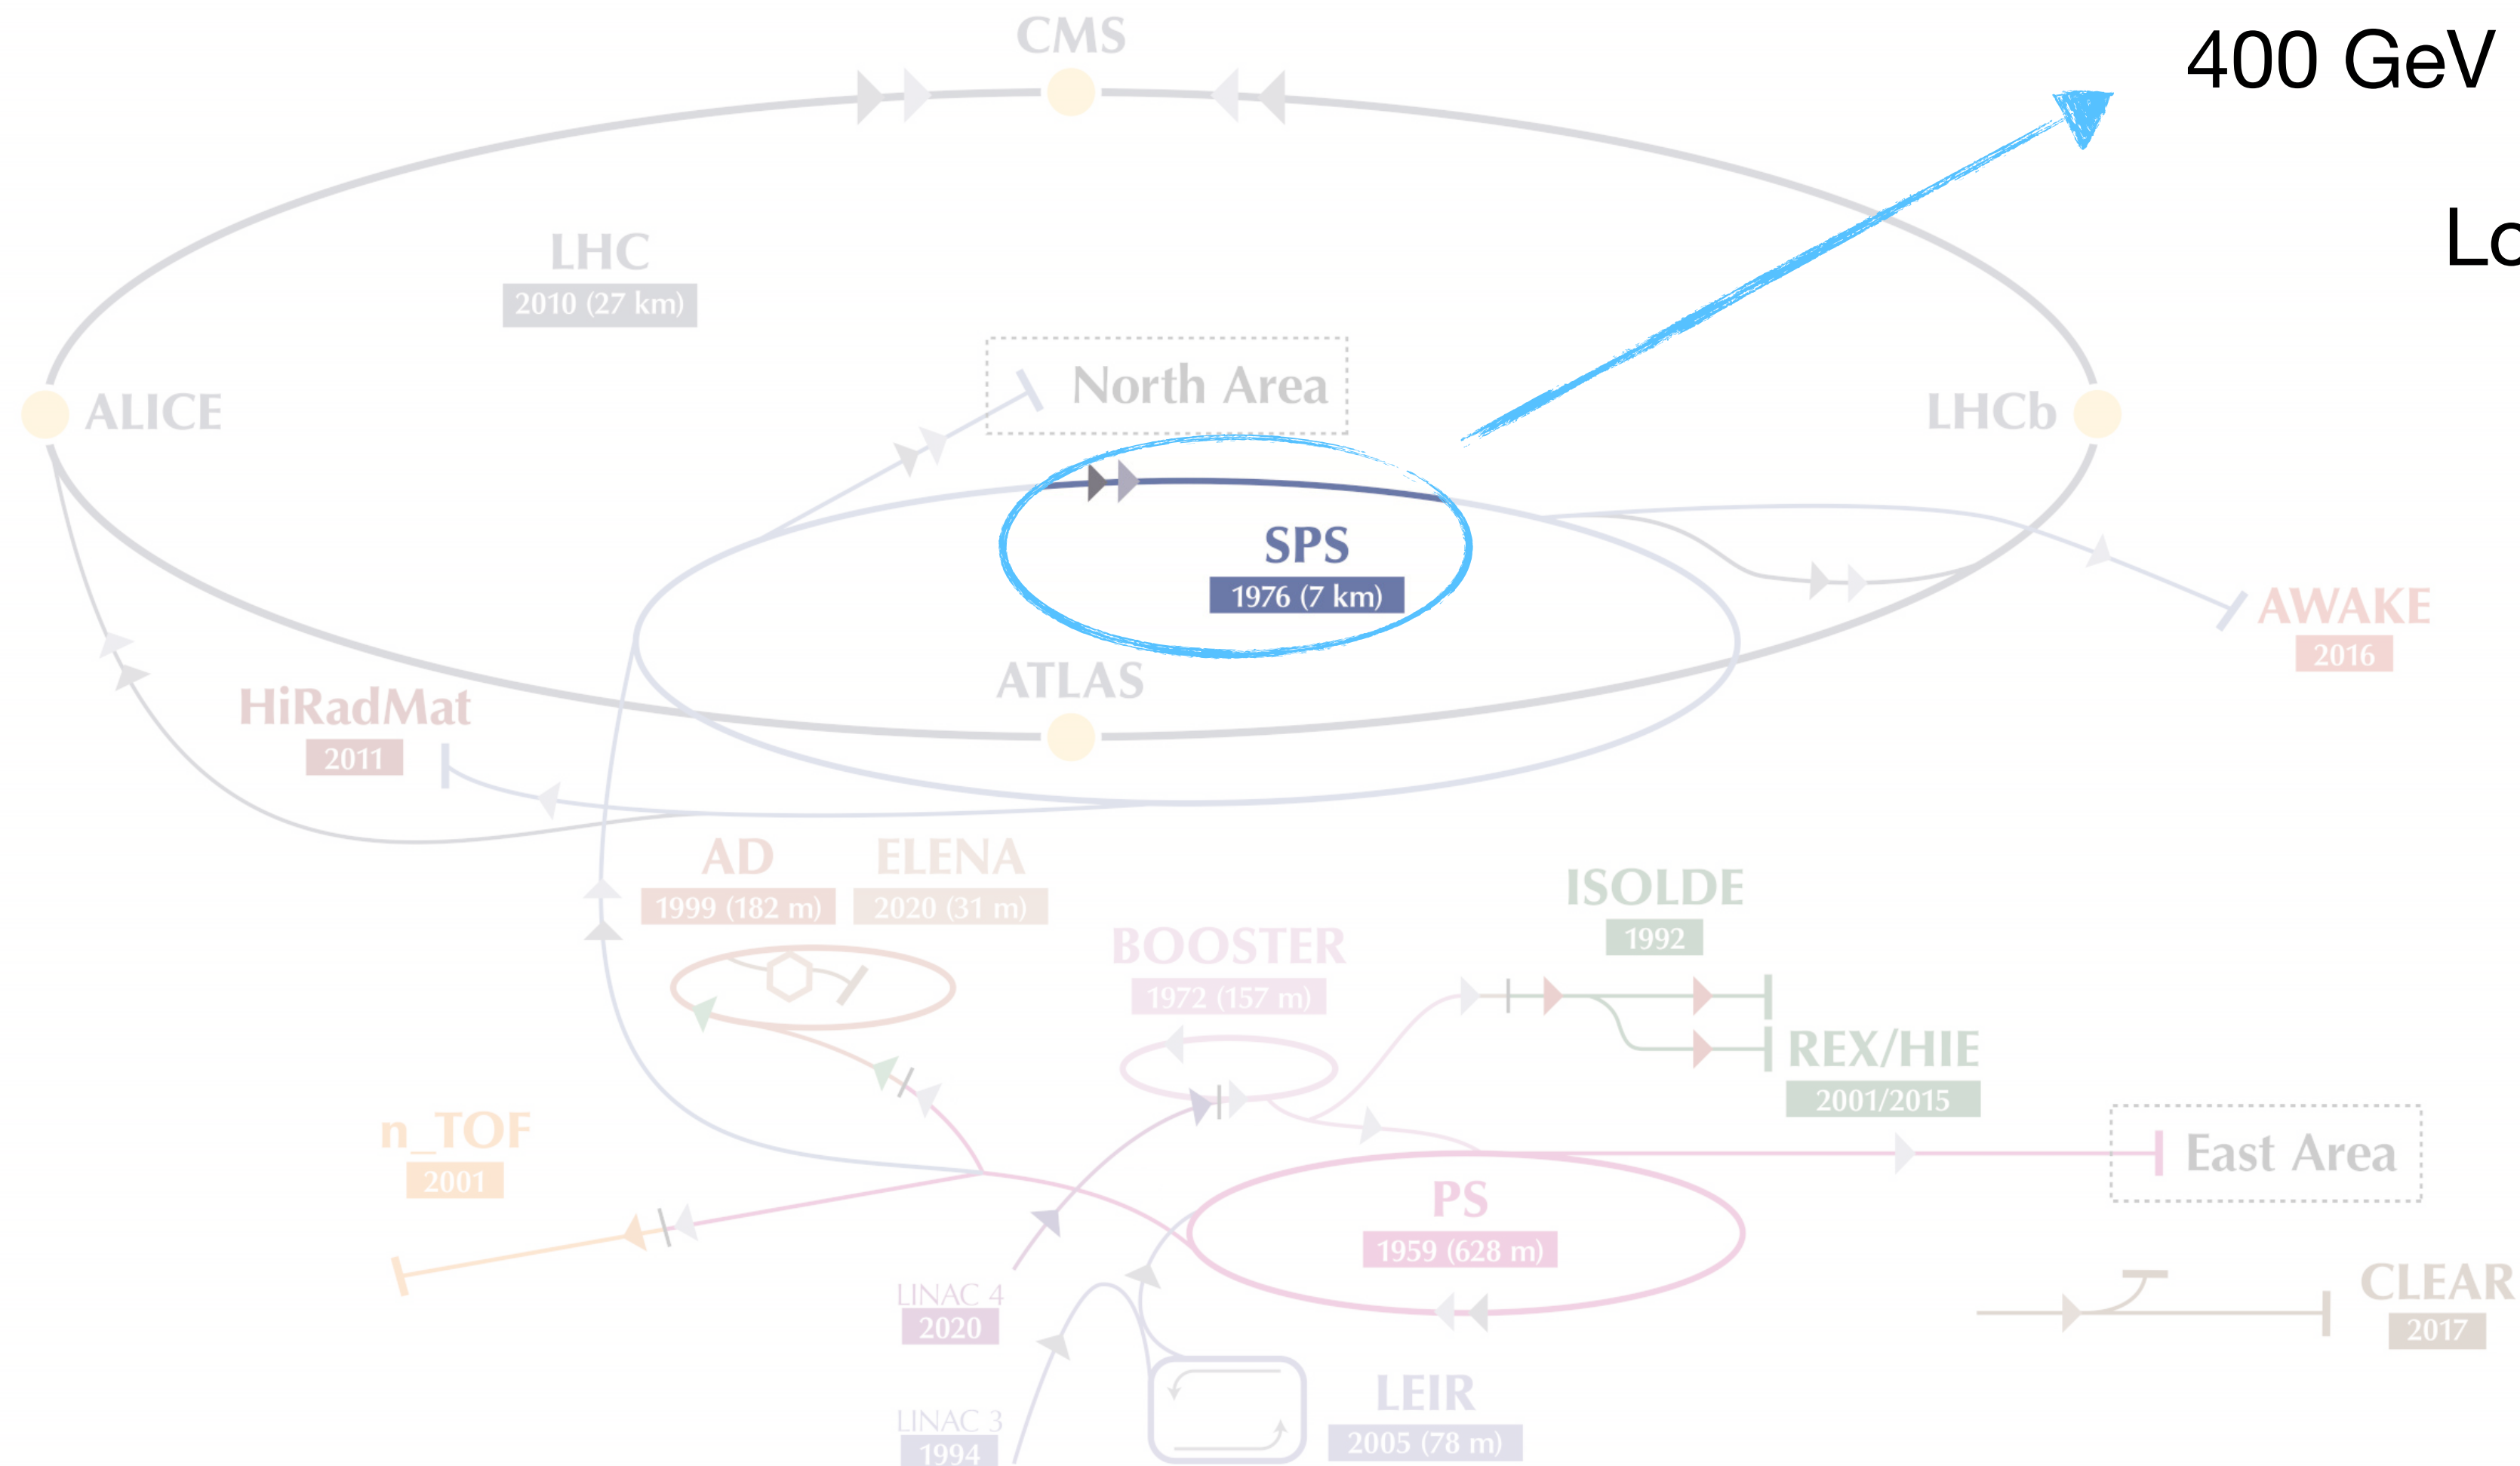 CMS
400 GeV
Lo
LHC
2010 (27 km)
North Area
ALICE
LHCb
SPS
1976 (7 km)
AWAKE
2016
ATLAS
HiRadMat
2011
AD
1999 (182 m)
ELENA
2020 (31 m)
ISOLDE
1992
BOOSTER
1972 (157 m)
REX/HIE
2001/2015
n_TOF
2001
East Area
PS
1959 (628 m)
LINAC 4
2020
CLEAR
2017
LEIR
2005 (78 m)
LINAC 3
1994